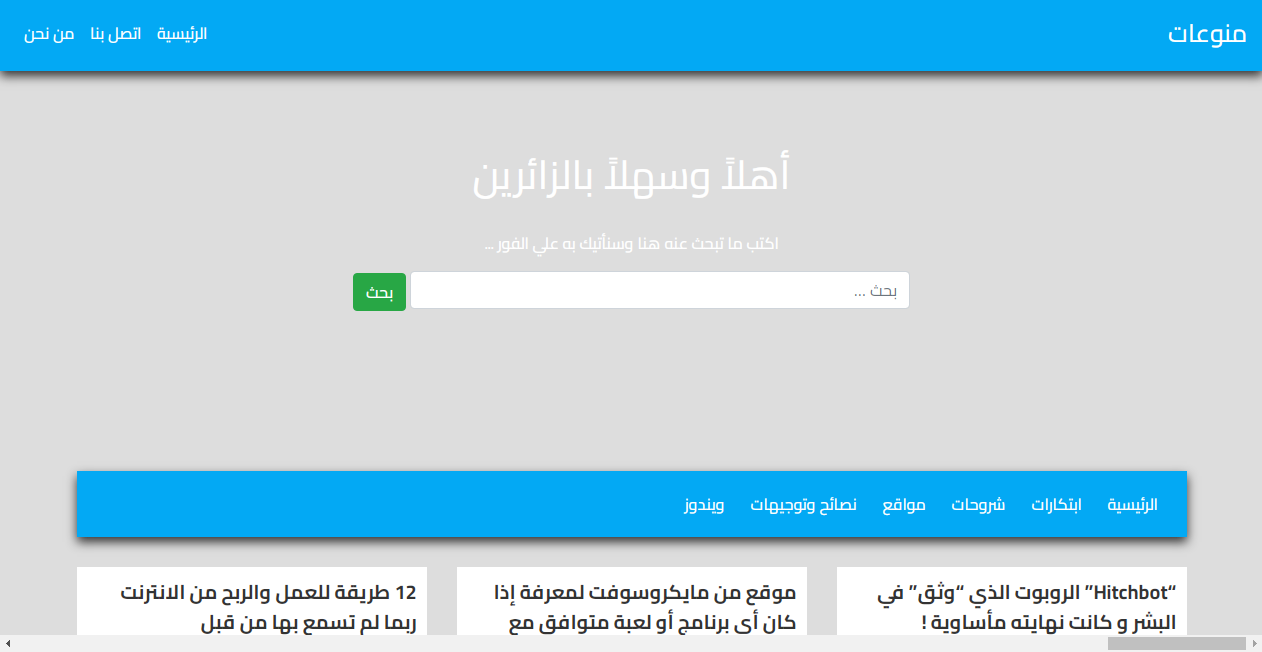 منوعات
الرئيسية اتصل بنا من نحن
أهلاً وسهلاً بالزائرين
اكتب ما تبحث عنه هنا وسنأتيك به علي الفور ...
بحث ...
بحث
الرئيسية ابتكارات شروحات مواقع نصائح وتوجيهات ويندوز
“Hitchbot” الروبوت الذي “وثق” في
البشر و كانت نهايته مأساوية !
موقع من مايكروسوفت لمعرفة إذا
كان أي برنامج أو لعبة متوافق مع
12 طريقة للعمل والربح من الانترنت
ربما لم تسمع بها من قبل